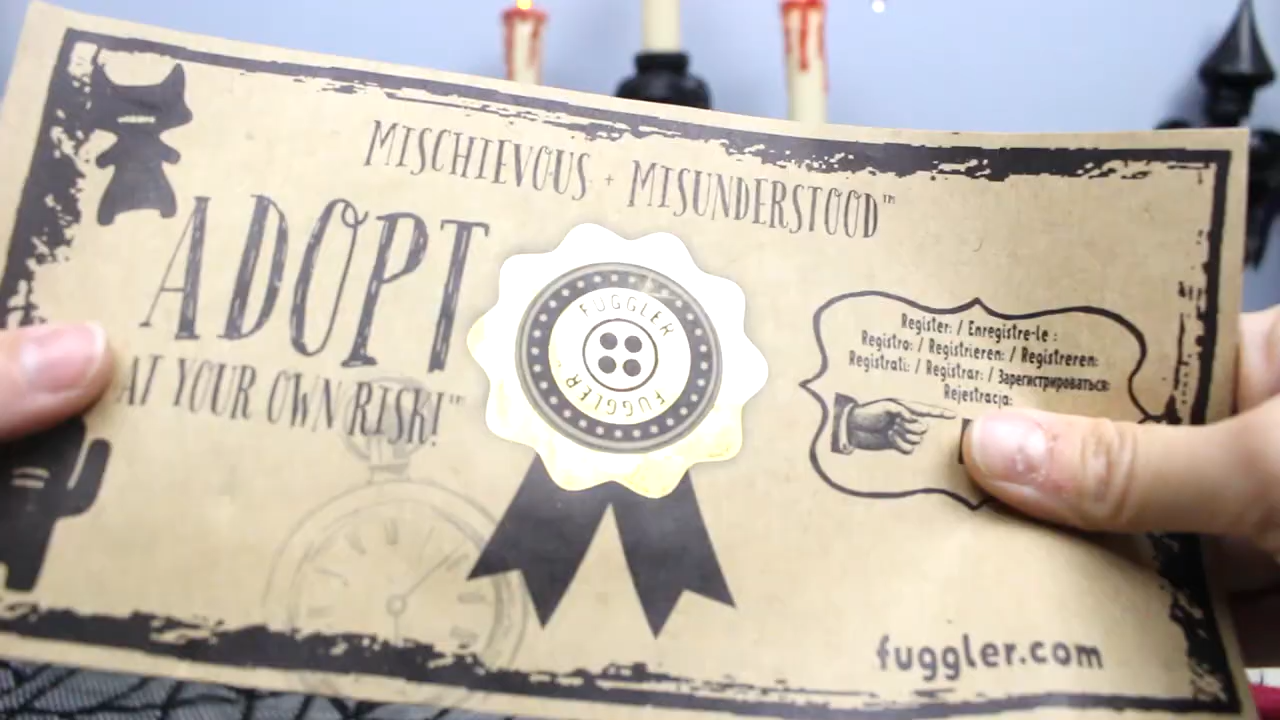 MISCHIEVOUS + MISUNDERSTOOD™
ADOPT
AT YOUR OWN RISK!™
FUGGLER
FUGGLER™
Register: / Enregistre-le :
Registro: / Registrieren: / Registreren:
Registrati: / Registrar: / Зарегистрироваться:
Rejestracja:
fuggler.com